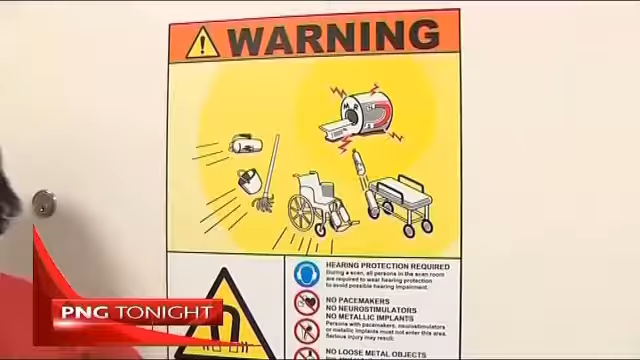 WARNING
M R
HEARING PROTECTION REQUIRED
During a scan, all persons in the scan room
are required to wear hearing protection
to avoid possible hearing impairment.
NO PACEMAKERS
NO NEUROSTIMULATORS
NO METALLIC IMPLANTS
Persons with pacemakers, neurostimulators
or metallic implants must not enter this area.
Serious injury may result.
NO LOOSE METAL OBJECTS
PNG TONIGHT